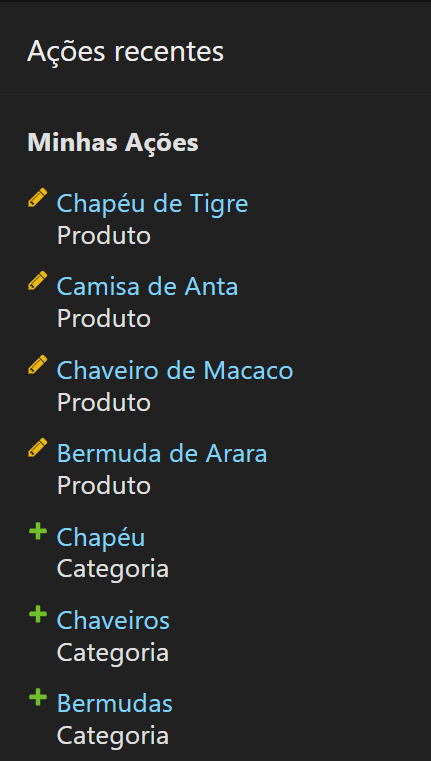 Ações recentes
Minhas Ações
Chapéu de Tigre
Produto
Camisa de Anta
Produto
Chaveiro de Macaco
Produto
Bermuda de Arara
Produto
Chapéu
Categoria
Chaveiros
Categoria
Bermudas
Categoria